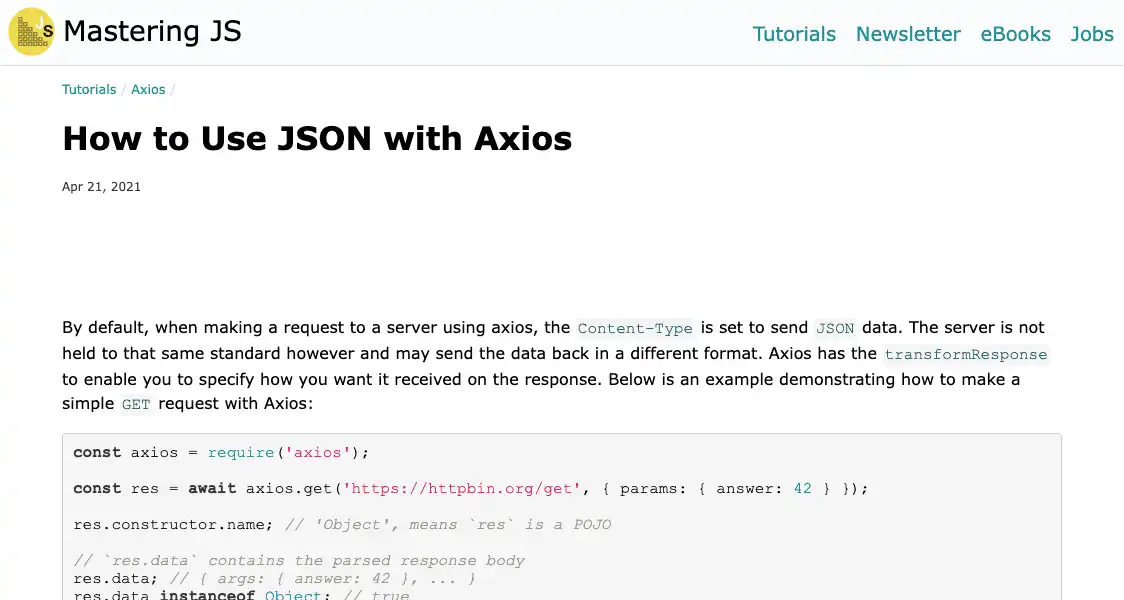 Mastering JS
Tutorials Newsletter eBooks Jobs
Tutorials / Axios /
How to Use JSON with Axios
Apr 21, 2021
By default, when making a request to a server using axios, the Content-Type is set to send JSON data. The server is not
held to that same standard however and may send the data back in a different format. Axios has the transformResponse
to enable you to specify how you want it received on the response. Below is an example demonstrating how to make a
simple GET request with Axios:
const axios = require('axios');
const res = await axios.get('https://httpbin.org/get', { params: { answer: 42 } });
res.constructor.name; // 'Object', means `res` is a POJO
// `res.data` contains the parsed response body
res.data; // { args: { answer: 42 }, ... }
res.data instanceof Object; // true